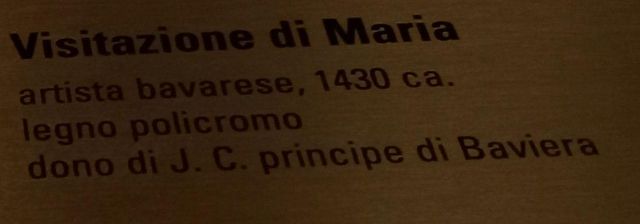 Visitazione di Maria
artista bavarese, 1430 ca.
legno policromo
dono di J. C. principe di Baviera